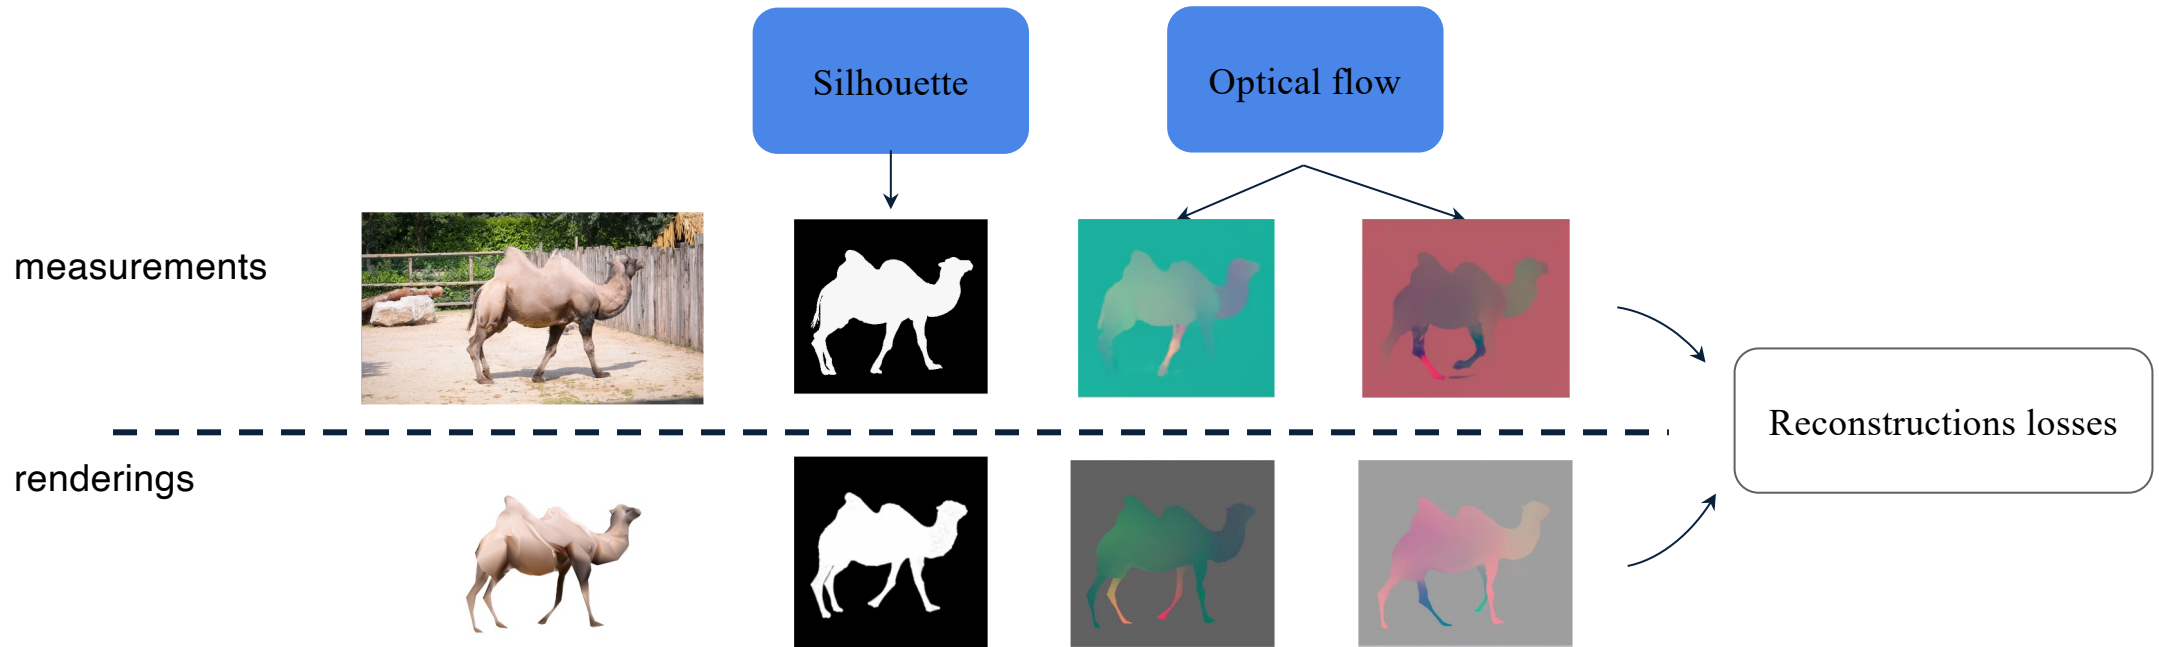 Silhouette
Optical flow
measurements
Reconstructions losses
renderings